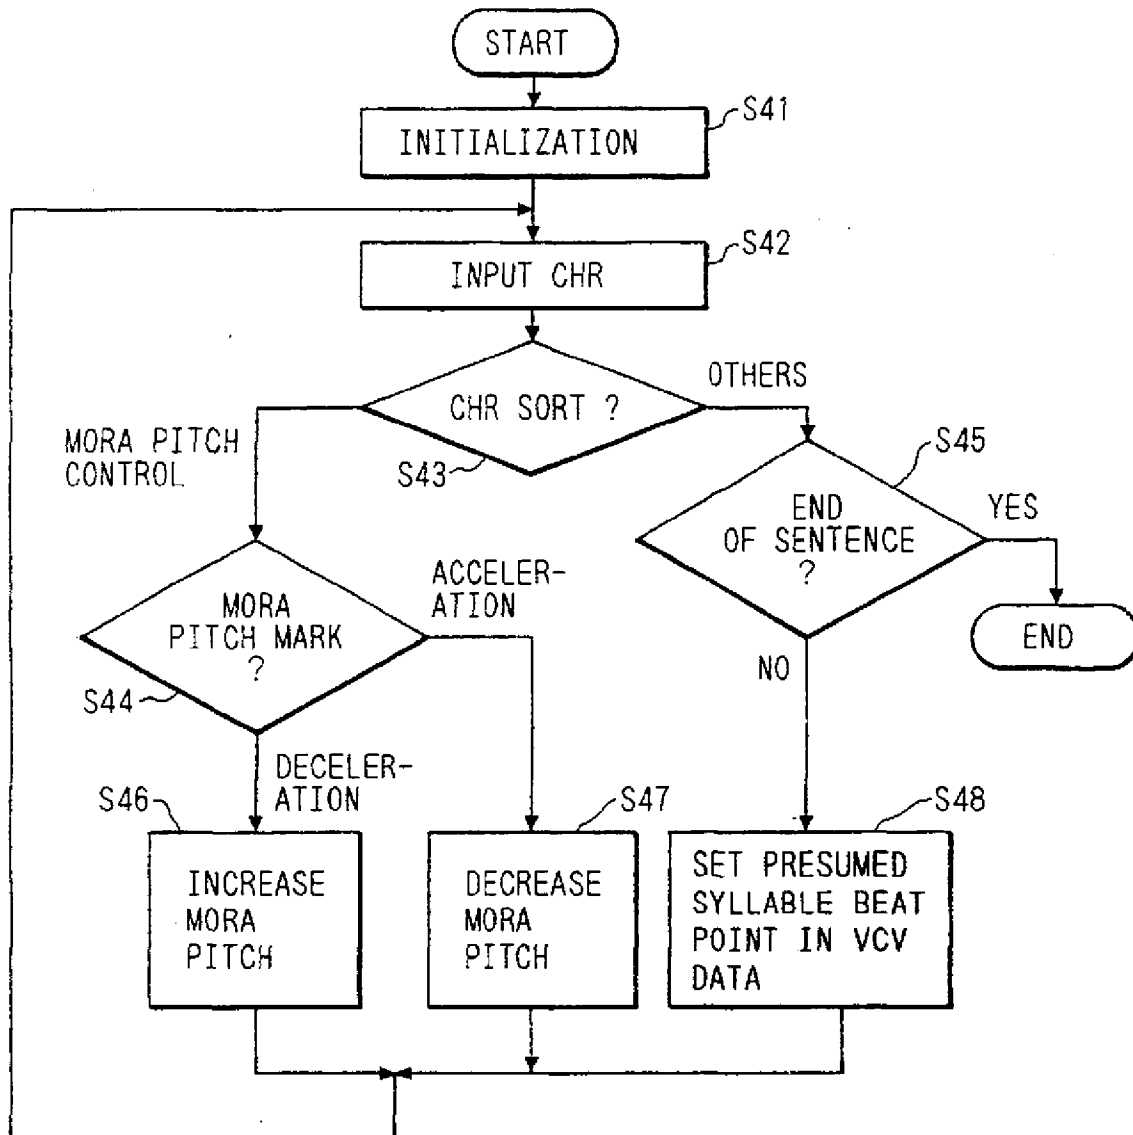 START
S41
INITIALIZATION
S42
INPUT CHR
OTHERS
CHR SORT ?
S43
MORA PITCH
CONTROL
S45
END
OF SENTENCE
?
YES
END
NO
ACCELER-
ATION
MORA
PITCH MARK
?
S44
DECELER-
ATION
S46
INCREASE
MORA
PITCH
S47
DECREASE
MORA
PITCH
S48
SET PRESUMED
SYLLABLE BEAT
POINT IN VCV
DATA